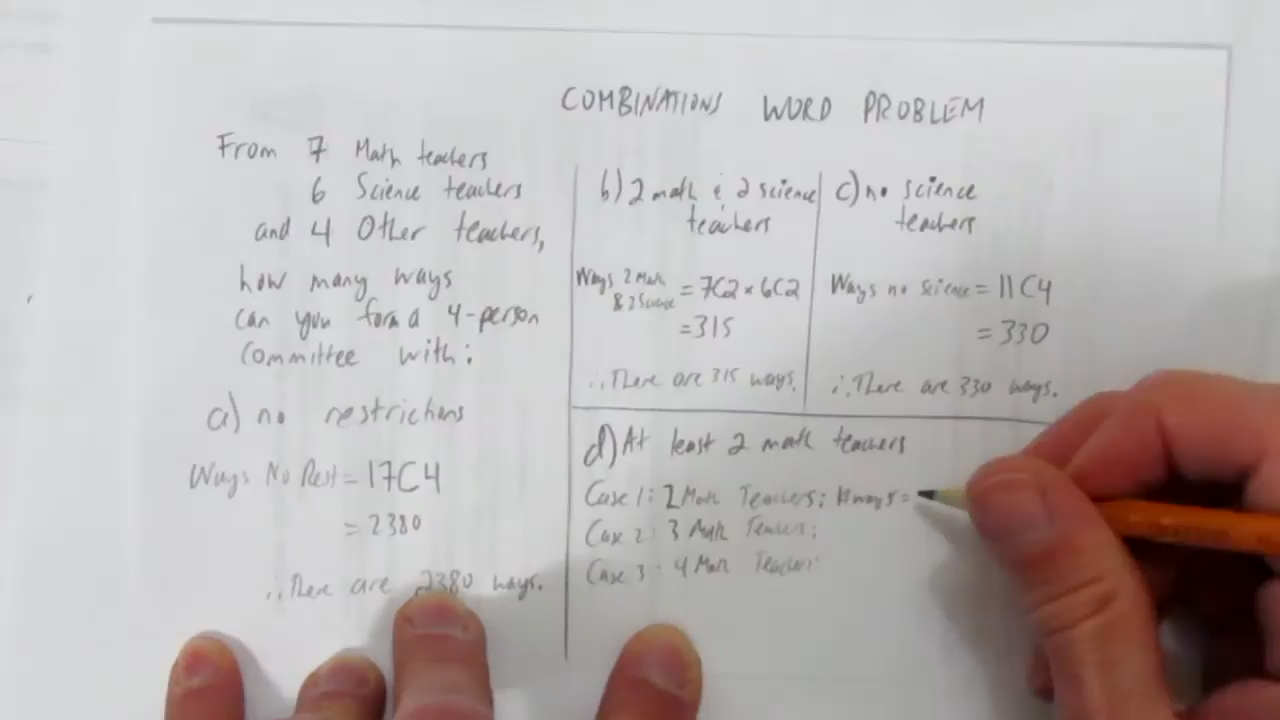 COMBINATIONS WORD PROBLEM
From 7 Math teachers
6 Science teachers
and 4 Other teachers,
how many ways
can you form a 4-person
committee with:
a) no restrictions
Ways No Rest = 17C4
= 2380
∴ There are 2380 ways.
b) 2 math & 2 science
teachers
Ways 2 Math
& 2 Science = 7C2 × 6C2
= 315
∴ There are 315 ways.
c) no science
teachers
Ways no science = 11C4
= 330
∴ There are 330 ways.
d) At least 2 math teachers
Case 1: 2 Math Teachers; #ways =
Case 2: 3 Math Teachers;
Case 3: 4 Math Teachers: